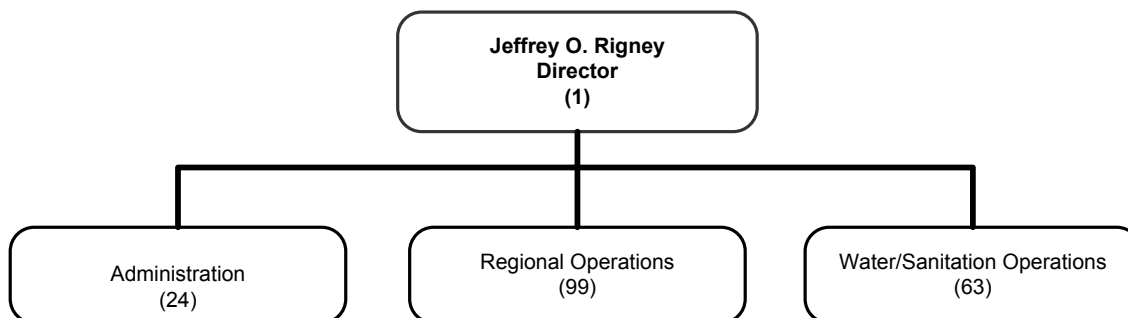 Jeffrey O. Rigney
Director
(1)
Administration
(24)
Regional Operations
(99)
Water/Sanitation Operations
(63)